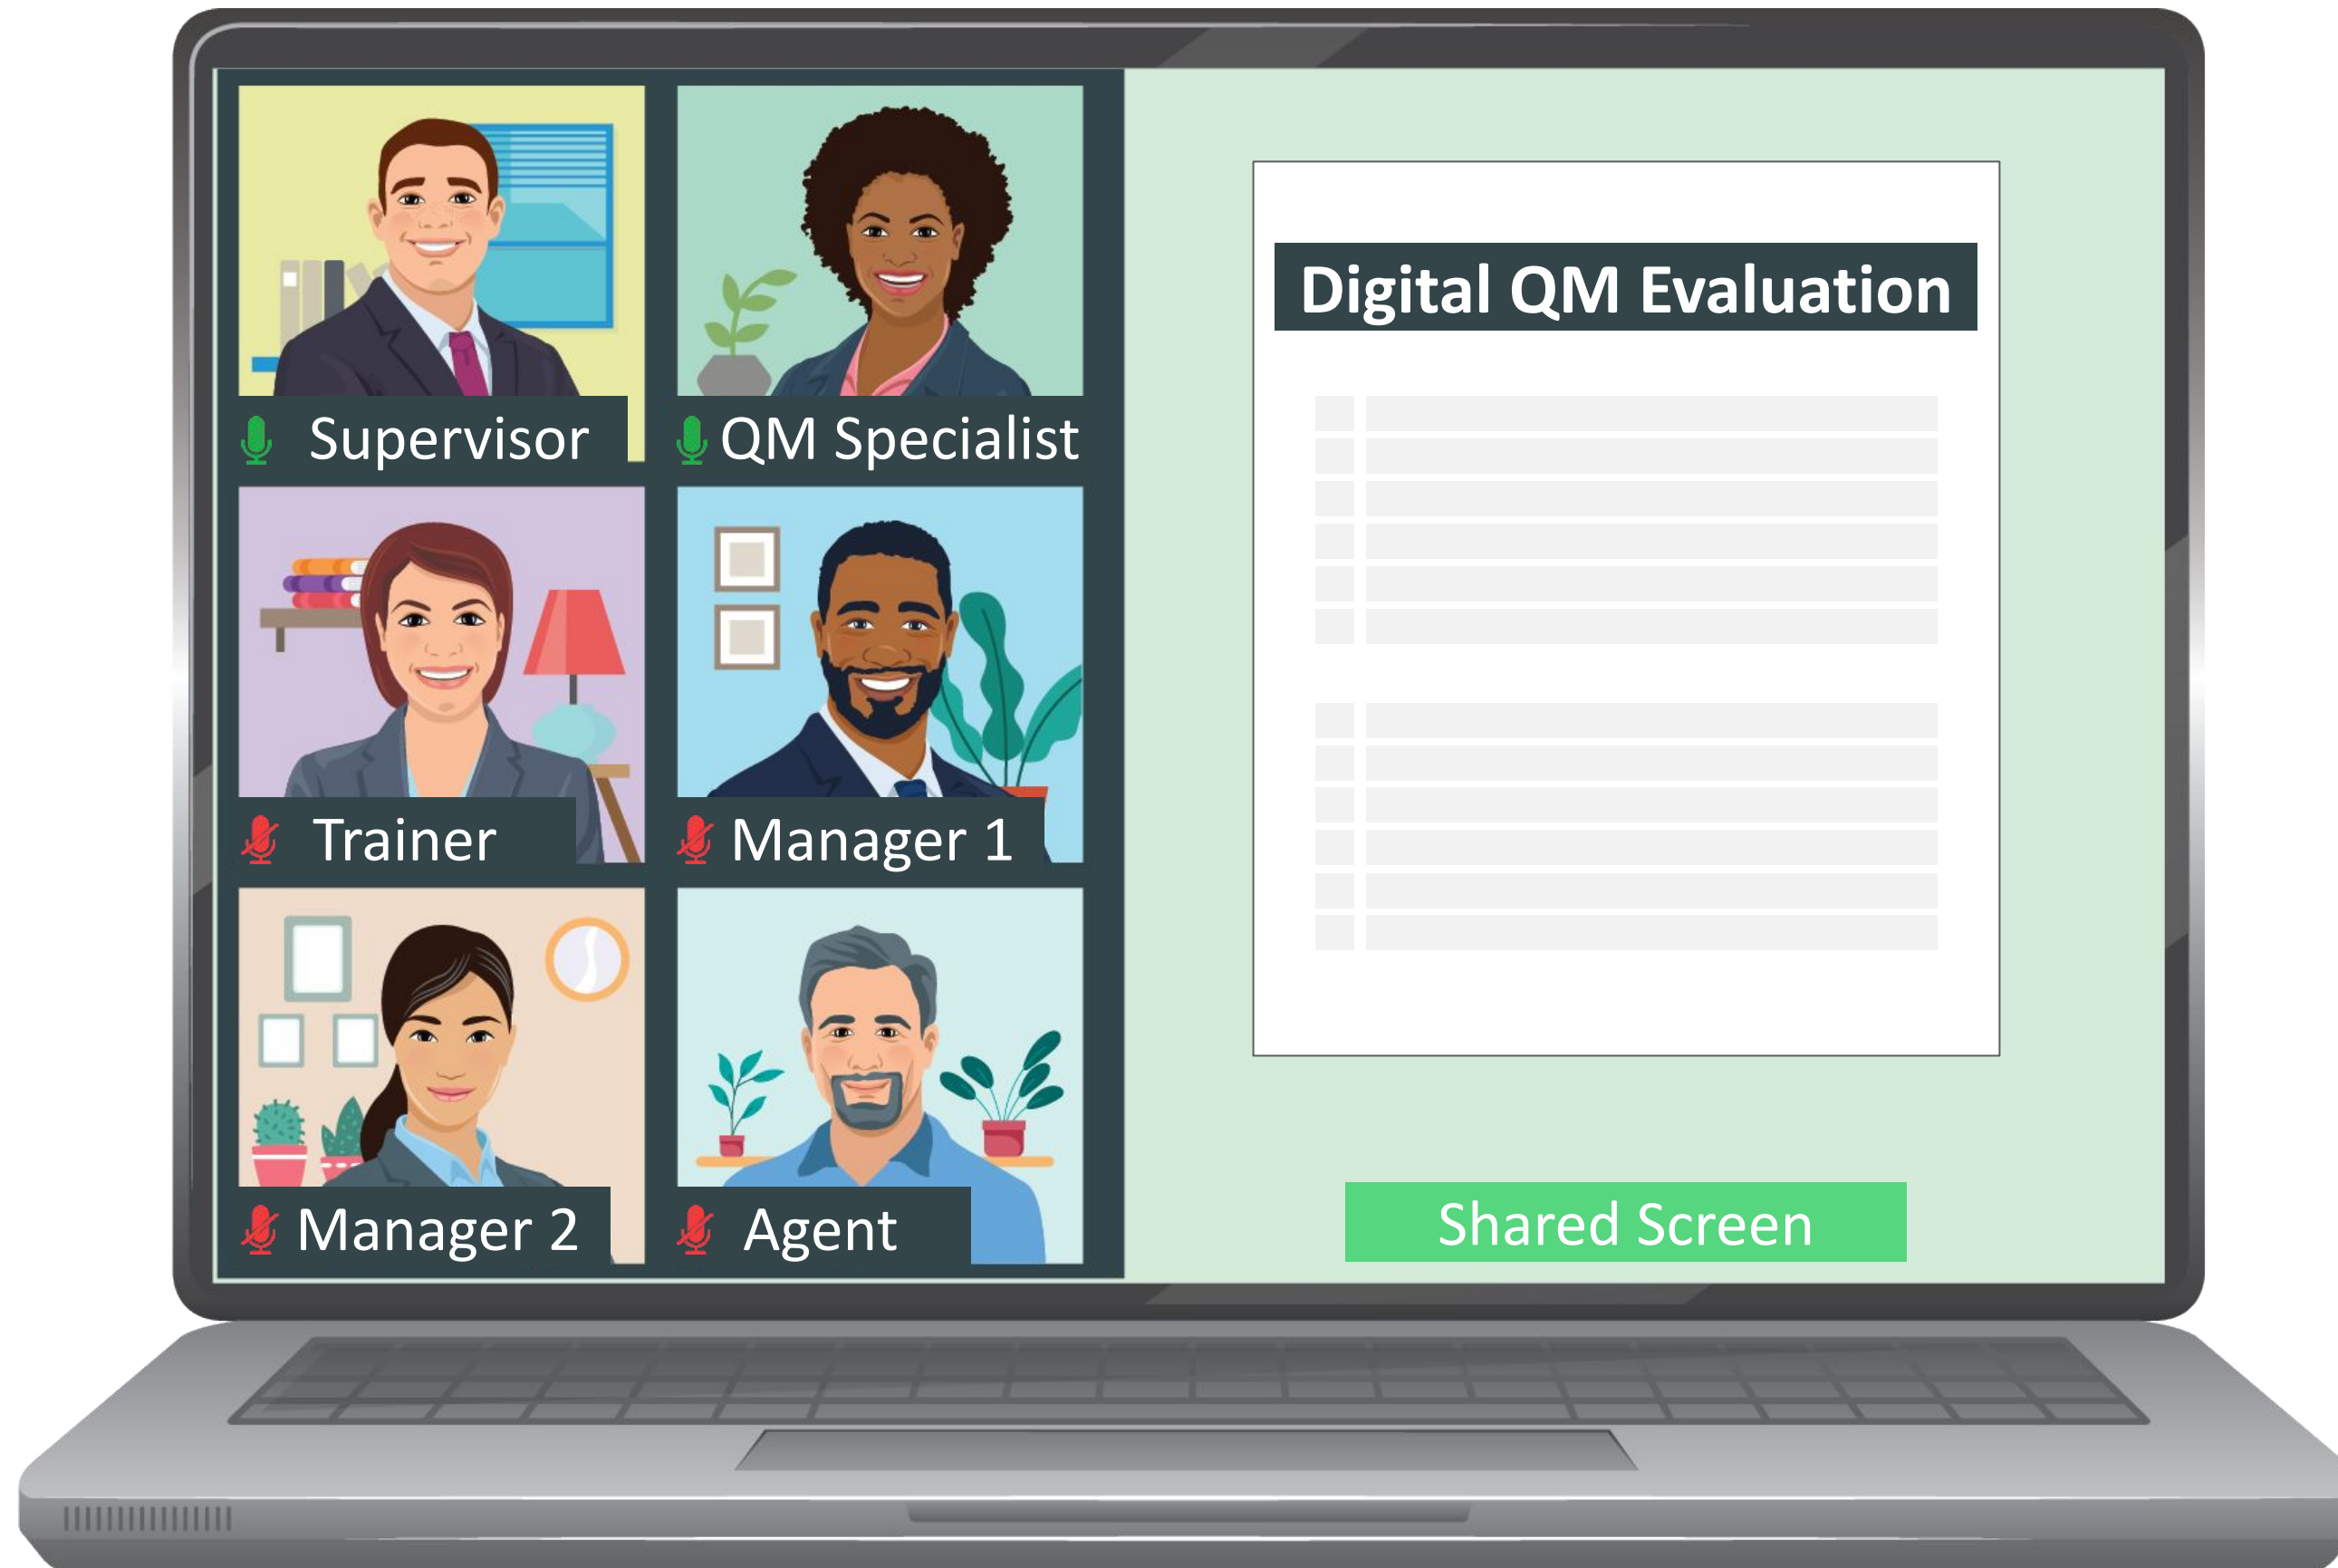 Supervisor
QM Specialist
Trainer
Manager 1
Manager 2
Agent
Digital QM Evaluation
Shared Screen